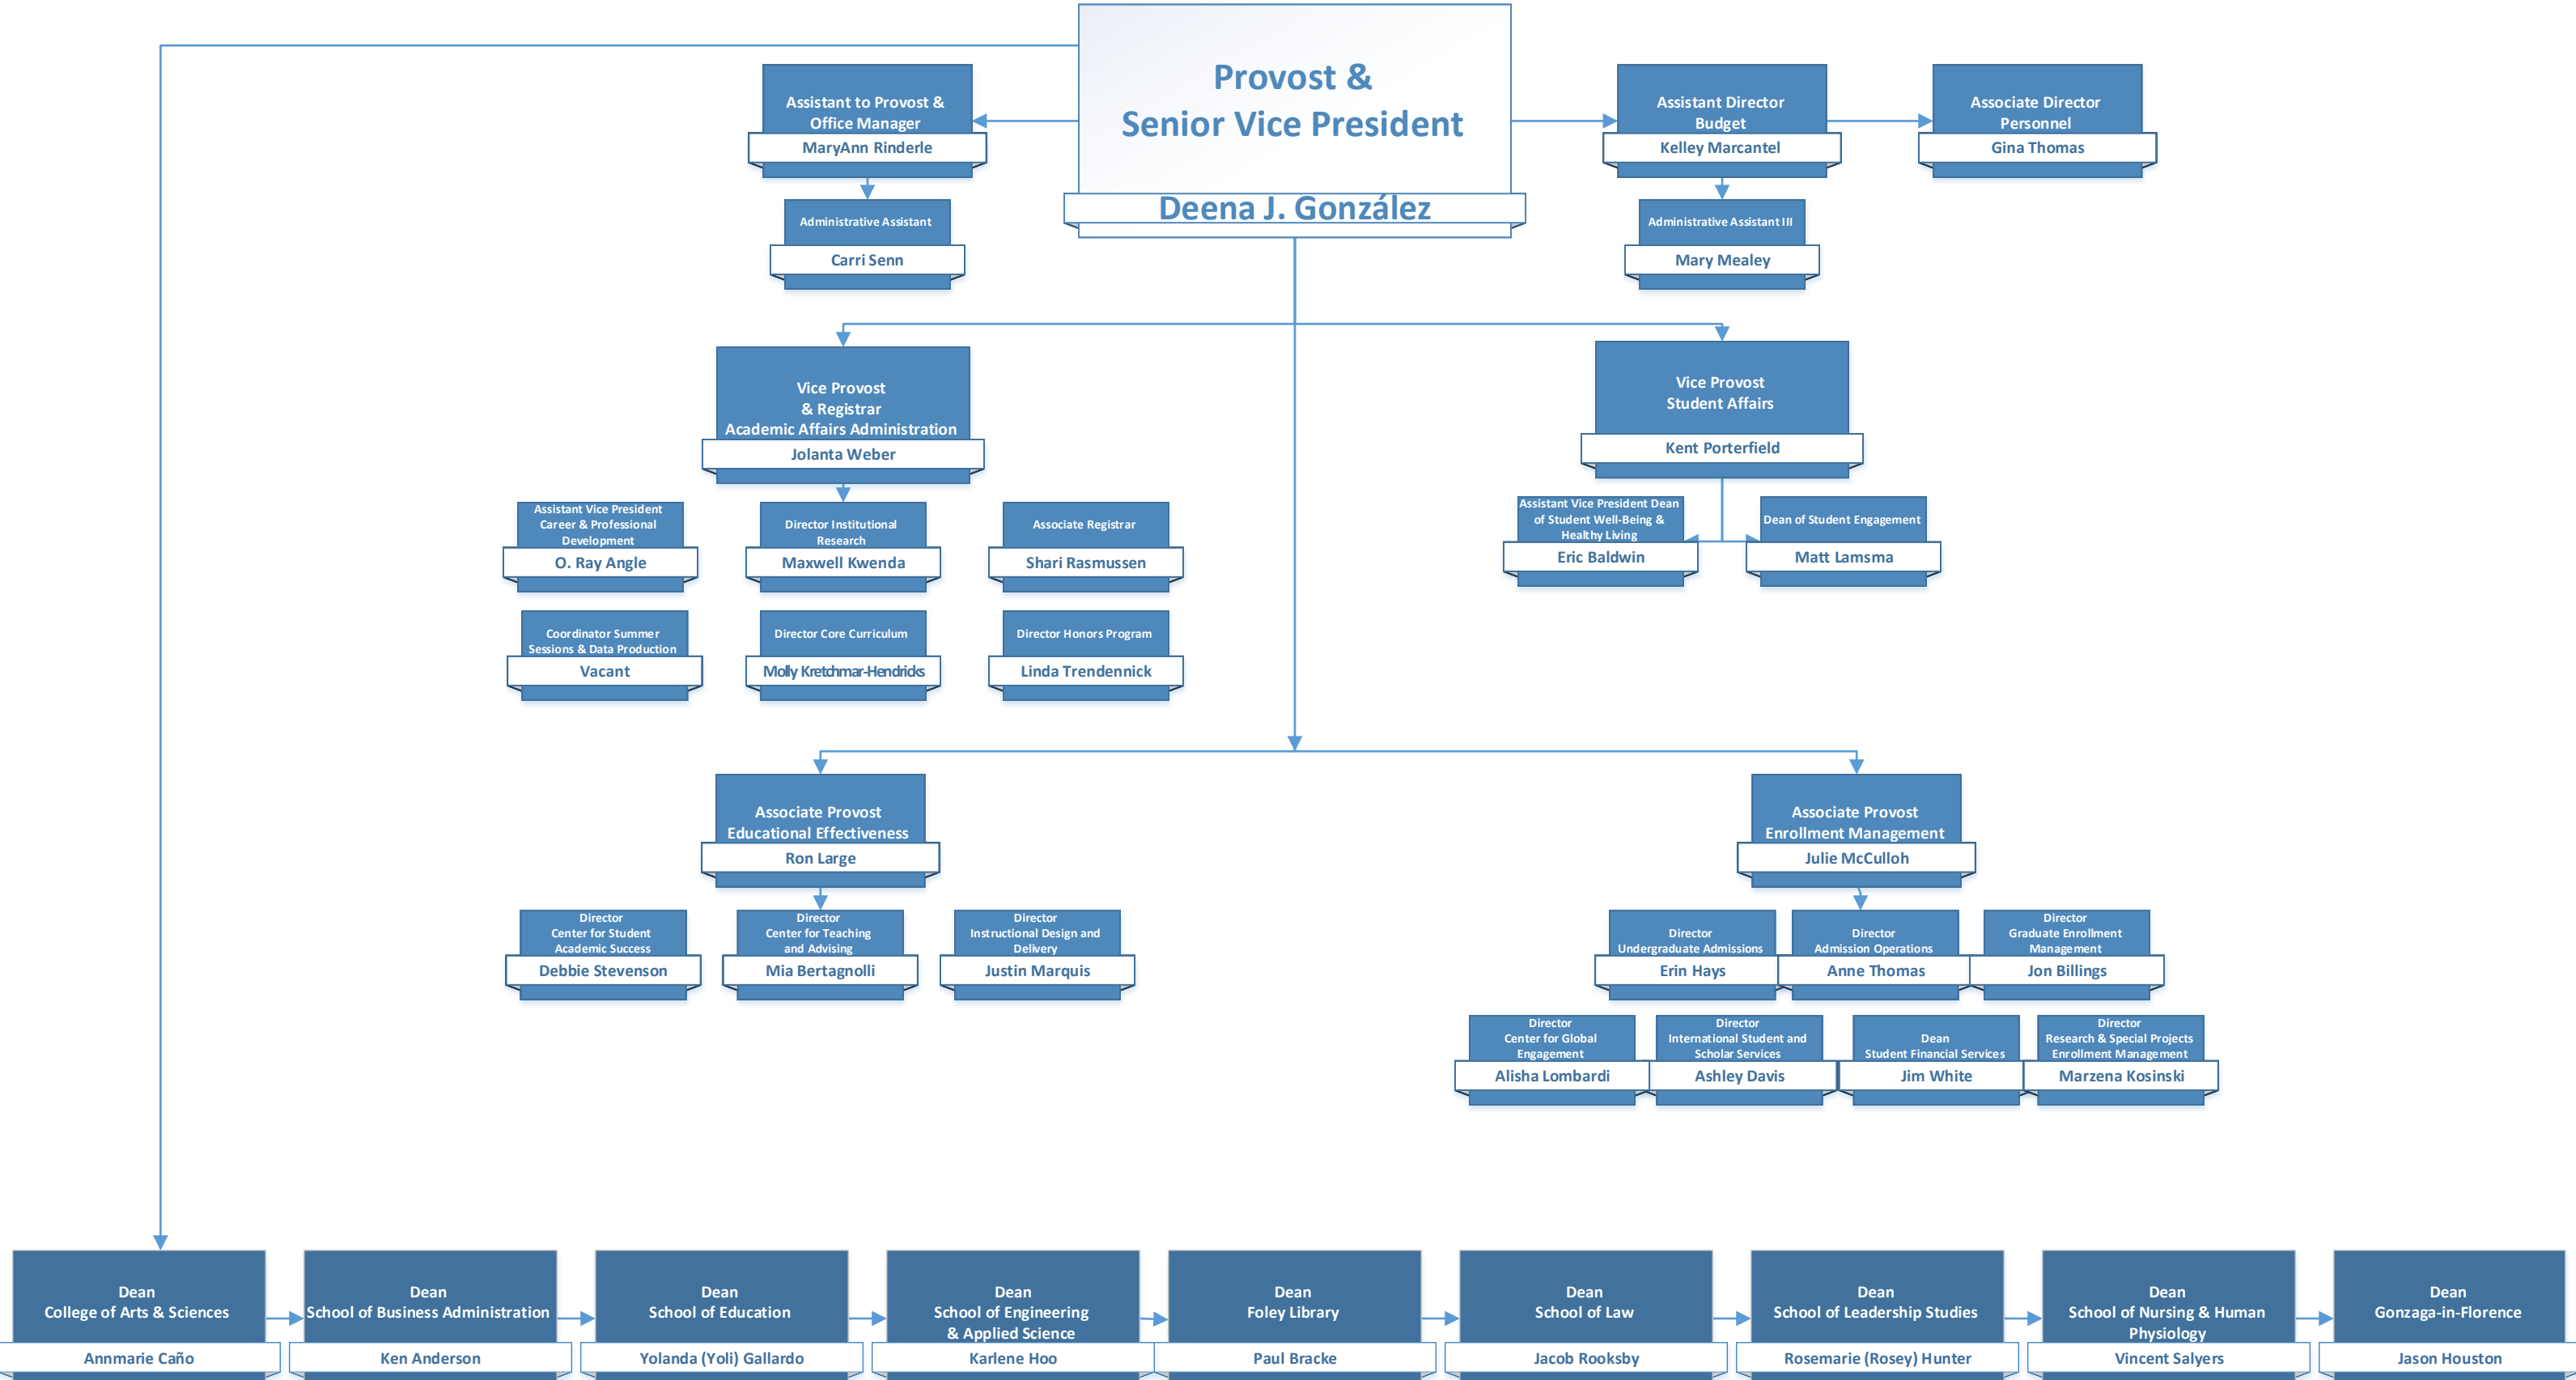 Provost &
Senior Vice President
Deena J. González
Assistant to Provost &
Office Manager
MaryAnn Rinderle
Administrative Assistant
Carri Senn
Assistant Director
Budget
Kelley Marcantel
Associate Director
Personnel
Gina Thomas
Administrative Assistant III
Mary Mealey
Vice Provost
& Registrar
Academic Affairs Administration
Jolanta Weber
Vice Provost
Student Affairs
Kent Porterfield
Assistant Vice President
Career & Professional
Development
O. Ray Angle
Director Institutional
Research
Maxwell Kwenda
Associate Registrar
Shari Rasmussen
Assistant Vice President Dean
of Student Well-Being &
Healthy Living
Eric Baldwin
Dean of Student Engagement
Matt Lamsma
Coordinator Summer
Sessions & Data Production
Vacant
Director Core Curriculum
Molly Kretchmar-Hendricks
Director Honors Program
Linda Trendennick
Associate Provost
Educational Effectiveness
Ron Large
Associate Provost
Enrollment Management
Julie McCulloh
Director
Center for Student
Academic Success
Debbie Stevenson
Director
Center for Teaching
and Advising
Mia Bertagnolli
Director
Instructional Design and
Delivery
Justin Marquis
Director
Undergraduate Admissions
Erin Hays
Director
Admission Operations
Anne Thomas
Director
Graduate Enrollment
Management
Jon Billings
Director
Center for Global
Engagement
Alisha Lombardi
Director
International Student and
Scholar Services
Ashley Davis
Dean
Student Financial Services
Jim White
Director
Research & Special Projects
Enrollment Management
Marzena Kosinski
Dean
College of Arts & Sciences
Annmarie Caño
Dean
School of Business Administration
Ken Anderson
Dean
School of Education
Yolanda (Yoli) Gallardo
Dean
School of Engineering
& Applied Science
Karlene Hoo
Dean
Foley Library
Paul Bracke
Dean
School of Law
Jacob Rooksby
Dean
School of Leadership Studies
Rosemarie (Rosey) Hunter
Dean
School of Nursing & Human
Physiology
Vincent Salyers
Dean
Gonzaga-in-Florence
Jason Houston